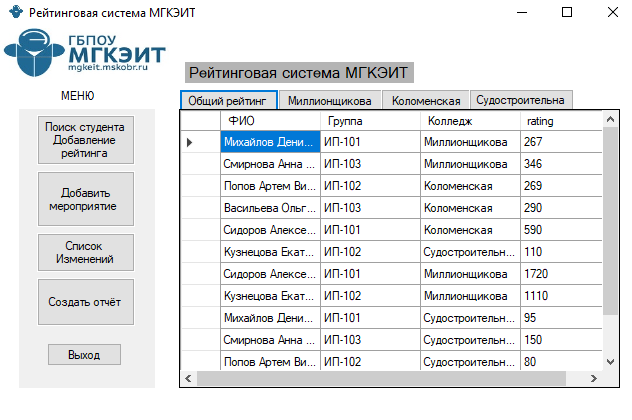 Рейтинговая система МГКЭИТ
ГБПОУ
МГКЭИТ
mgkeit.mskobr.ru
Рейтинговая система МГКЭИТ
МЕНЮ
Поиск студента
Добавление
рейтинга
Добавить
мероприятие
Список
Изменений
Создать отчёт
Выход
Общий рейтинг Миллионщикова Коломенская Судостроительна
ФИО Группа Колледж rating
Михайлов Дени... ИП-101 Миллионщикова 267
Смирнова Анна ... ИП-103 Миллионщикова 346
Попов Артем Ви... ИП-102 Коломенская 269
Васильева Ольг... ИП-103 Коломенская 290
Сидоров Алексе... ИП-101 Коломенская 590
Кузнецова Екат... ИП-102 Судостроительн... 110
Сидоров Алексе... ИП-101 Миллионщикова 1720
Кузнецова Екат... ИП-102 Миллионщикова 1110
Михайлов Дени... ИП-101 Судостроительн... 95
Смирнова Анна ... ИП-103 Судостроительн... 150
Попов Артем Ви... ИП-102 Судостроительн... 80